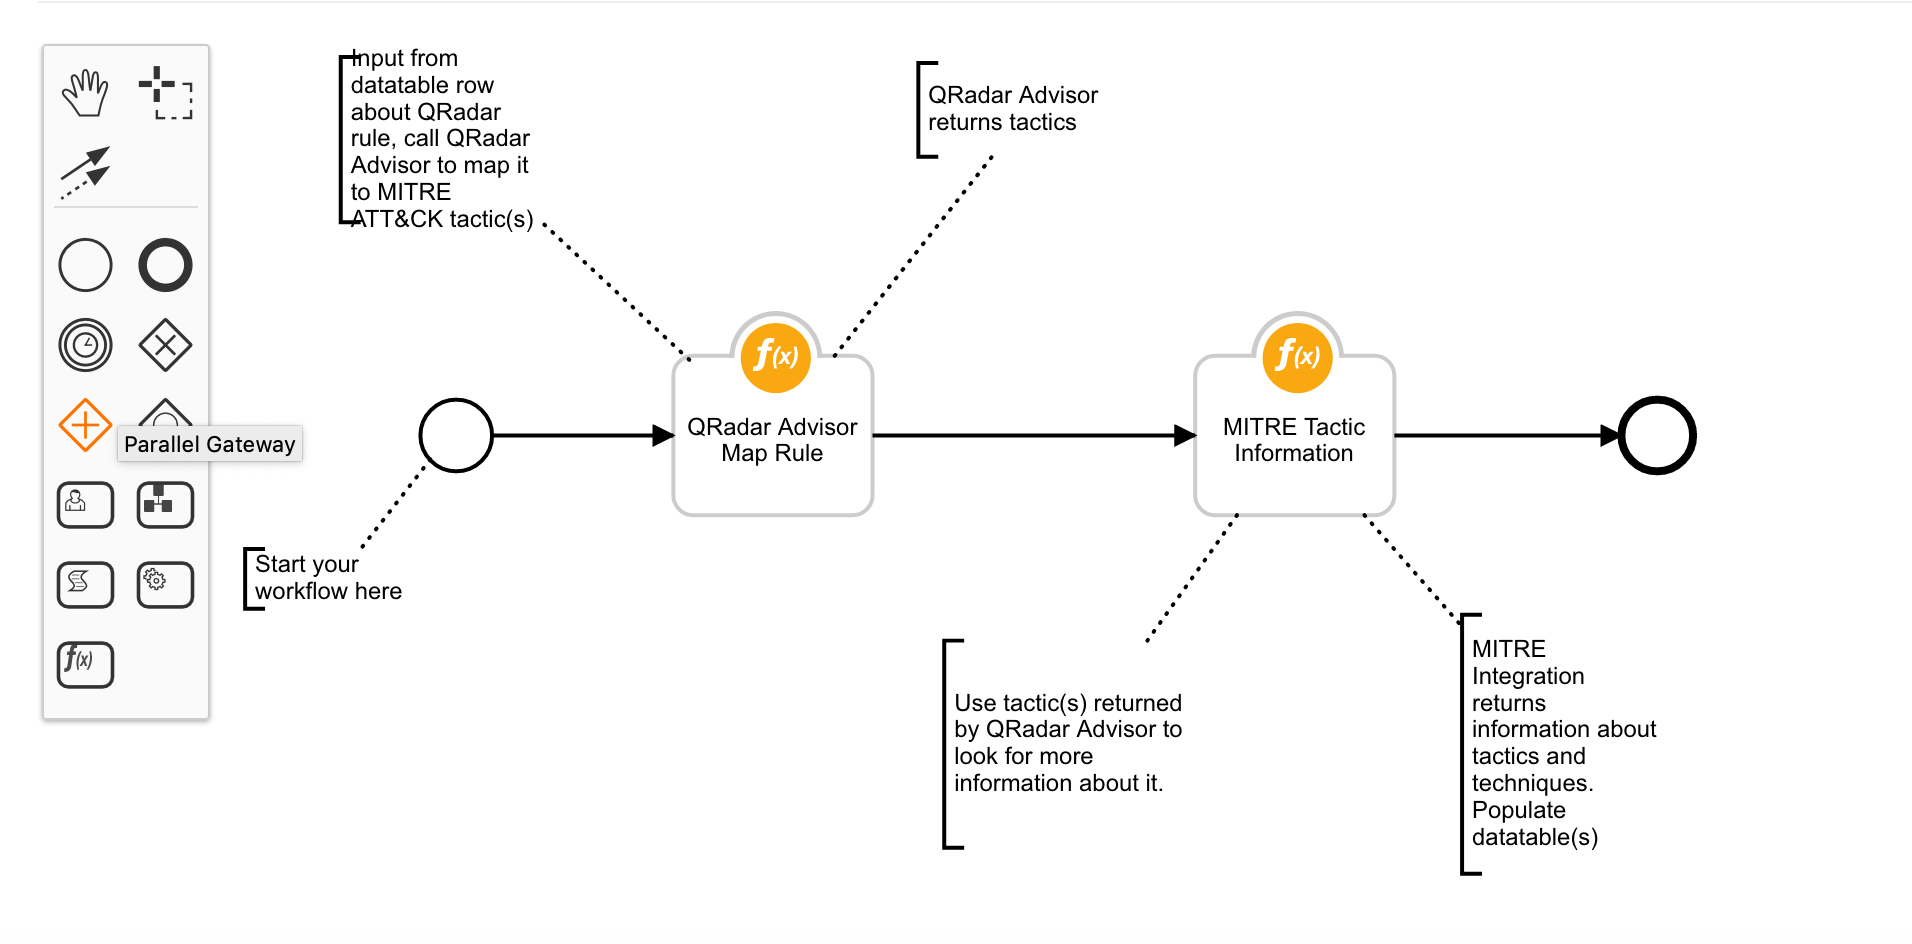 Input from
datatable row
about QRadar
rule, call QRadar
Advisor to map it
to MITRE
ATT&CK tactic(s)
QRadar Advisor
returns tactics
Parallel Gateway
f(x)
QRadar Advisor
Map Rule
f(x)
MITRE Tactic
Information
Start your
workflow here
f(x)
Use tactic(s) returned
by QRadar Advisor to
look for more
information about it.
MITRE
Integration
returns
information about
tactics and
techniques.
Populate
datatable(s)